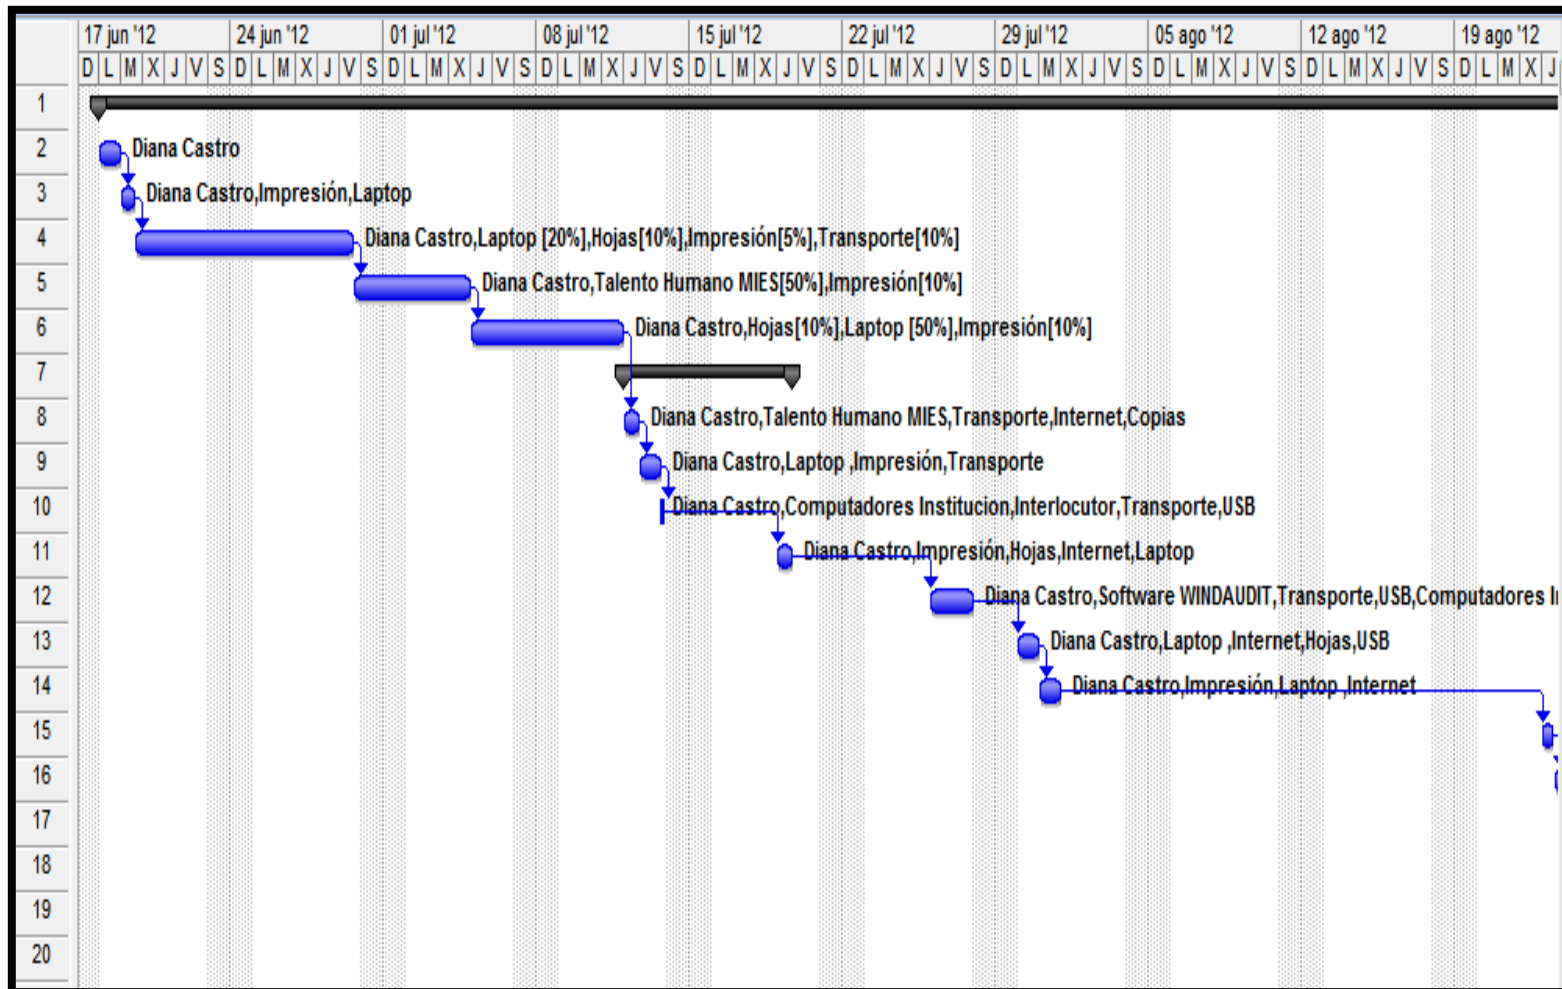 17 jun '12 24 jun '12 01 jul '12 08 jul '12 15 jul '12 22 jul '12 29 jul '12 05 ago '12 12 ago '12 19 ago '12
D L M X J V S D L M X J V S D L M X J V S D L M X J V S D L M X J V S D L M X J V S D L M X J V S D L M X J V S D L M X J V S D L M X J
1
2 Diana Castro
3 Diana Castro,Impresión,Laptop
4 Diana Castro,Laptop [20%],Hojas[10%],Impresión[5%],Transporte[10%]
5 Diana Castro,Talento Humano MIES[50%],Impresión[10%]
6 Diana Castro,Hojas[10%],Laptop [50%],Impresión[10%]
7
8 Diana Castro,Talento Humano MIES,Transporte,Internet,Copias
9 Diana Castro,Laptop ,Impresión,Transporte
10 Diana Castro,Computadores Institucion,Interlocutor,Transporte,USB
11 Diana Castro,Impresión,Hojas,Internet,Laptop
12 Diana Castro,Software WINDAUDIT,Transporte,USB,Computadores
13 Diana Castro,Laptop ,Internet,Hojas,USB
14 Diana Castro,Impresión,Laptop ,Internet
15
16
17
18
19
20